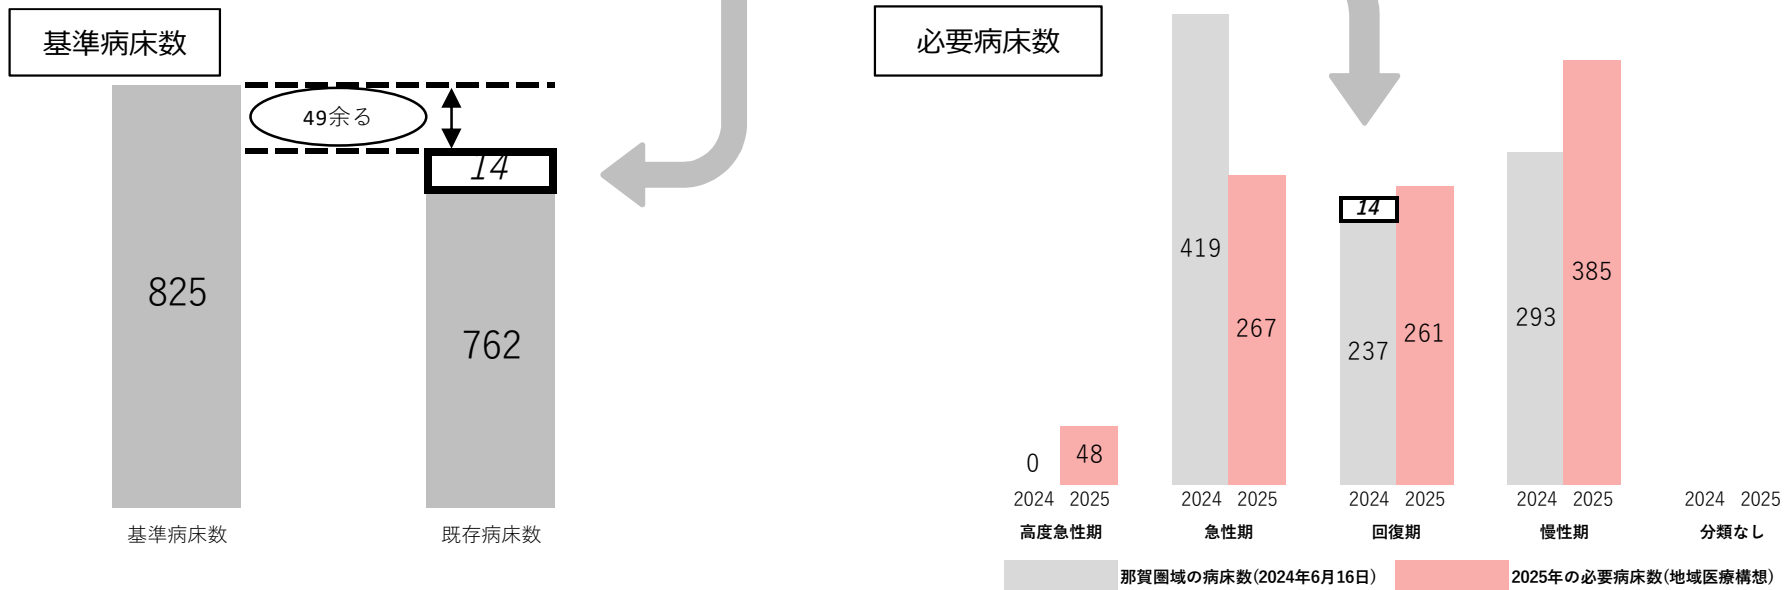 基準病床数
49余る
14
825
762
基準病床数
既存病床数
必要病床数
0
48
419
267
14
237
261
293
385
2024 2025 2024 2025 2024 2025 2024 2025 2024 2025
高度急性期 急性期 回復期 慢性期 分類なし
那賀圏域の病床数(2024年6月16日) 2025年の必要病床数(地域医療構想)